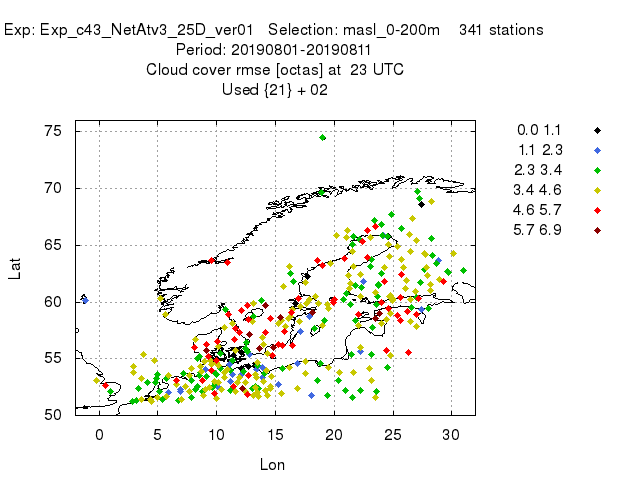 Exp: Exp_c43_NetAtv3_25D_ver01   Selection: masl_0-200m    341 stations
Period: 20190801-20190811
Cloud cover rmse [octas] at  23 UTC
Used {21} + 02
75
70
65
60
55
50
Lat
0 5 10 15 20 25 30
Lon
0.0 1.1
1.1 2.3
2.3 3.4
3.4 4.6
4.6 5.7
5.7 6.9